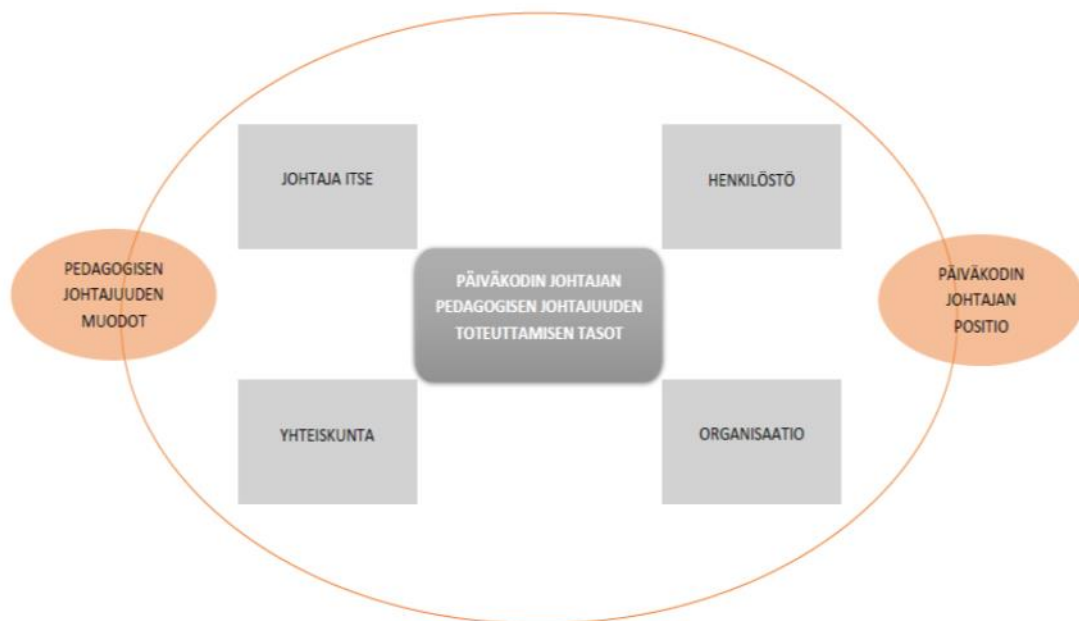 JOHTAJA ITSE
HENKILÖSTÖ
PEDAGOGISEN
JOHTAJUUDEN
MUODOT
PÄIVÄKODIN JOHTAJAN
PEDAGOGISEN JOHTAJUUDEN
TOTEUTTAMISEN TASOT
PÄIVÄKODIN
JOHTAJAN
POSITIO
YHTEISKUNTA
ORGANISAATIO